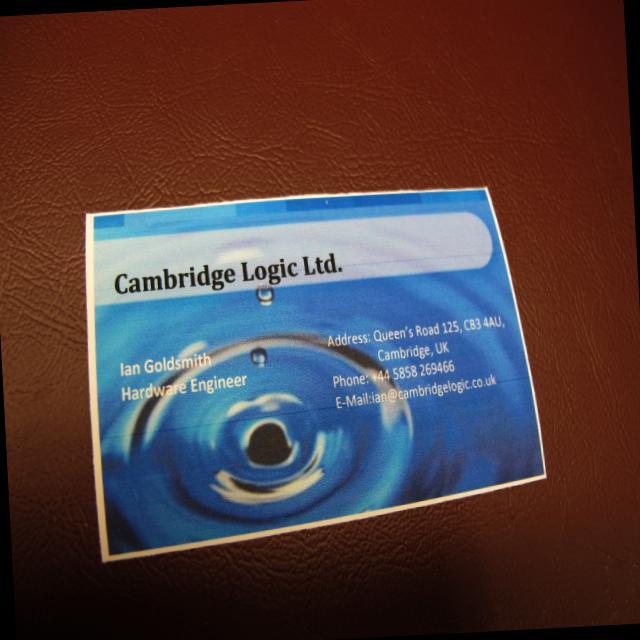 Cambridge Logic Ltd.
Ian Goldsmith
Hardware Engineer
Address: Queen's Road 125, CB3 4AU,
Cambridge, UK
Phone: +44 5858 269466
E-Mail:ian@cambridgelogic.co.uk